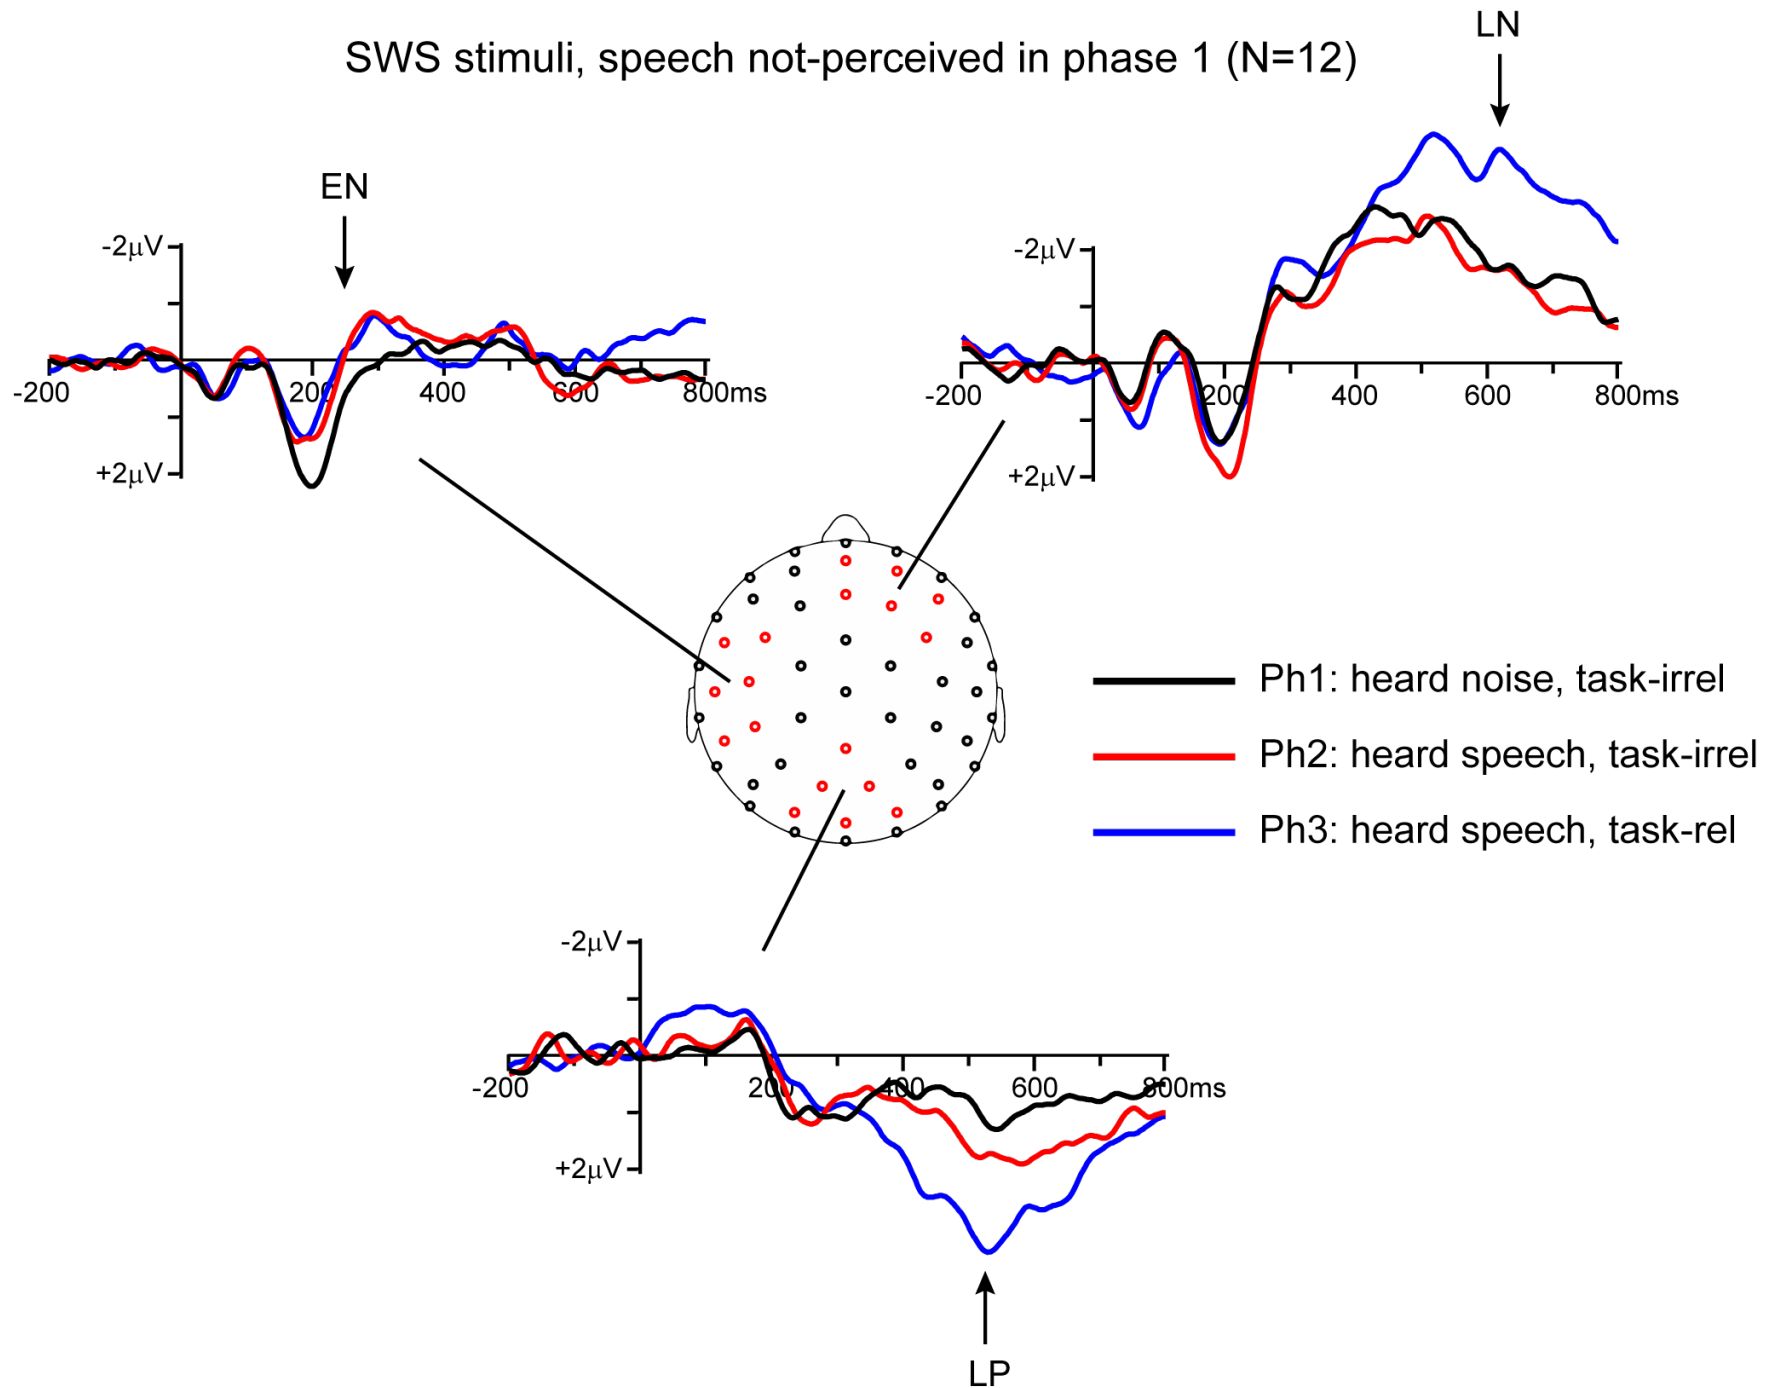 LN
SWS stimuli, speech not-perceived in phase 1 (N=12)
EN
-2μV
-200
200
400
600
800ms
+2μV
-2μV
-200
200
400
600
800ms
+2μV
Ph1: heard noise, task-irrel
Ph2: heard speech, task-irrel
Ph3: heard speech, task-rel
-2μV
-200
200
400
600
800ms
+2μV
LP